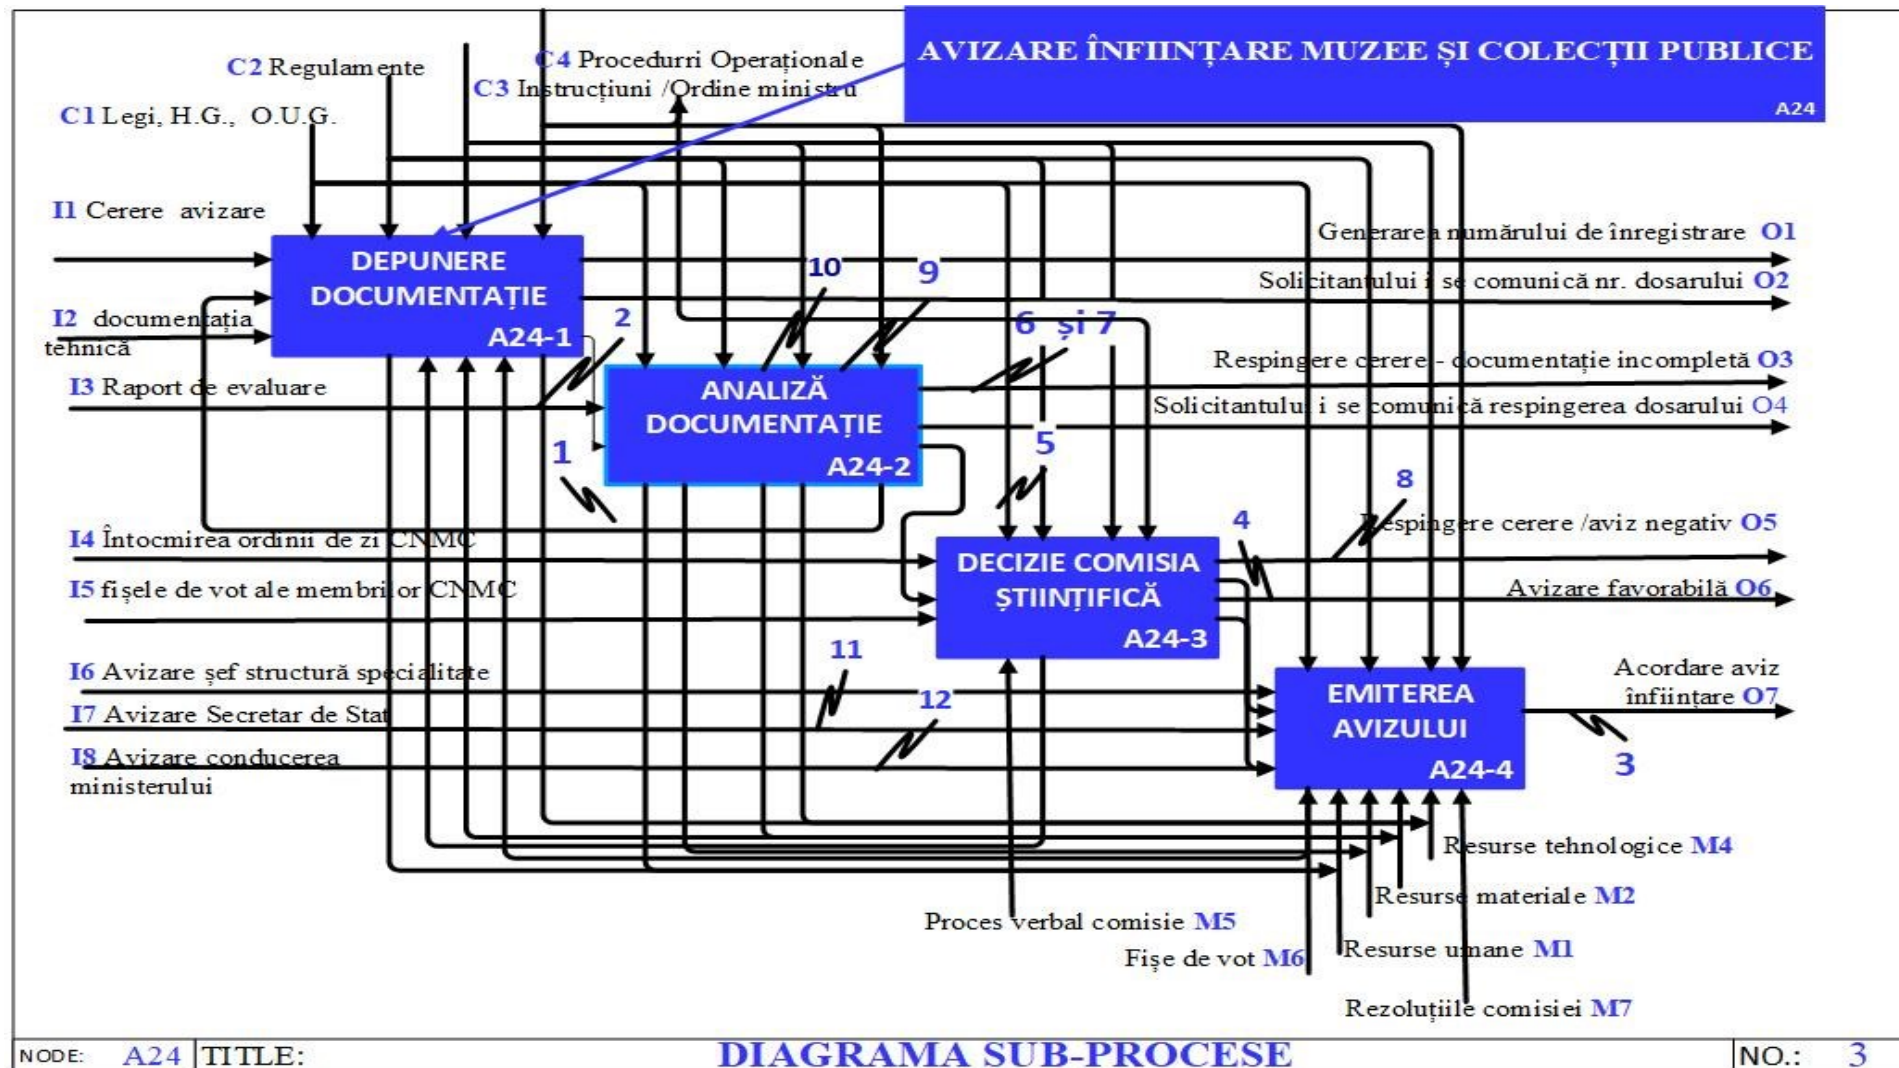 AVIZARE ÎNFIINȚARE MUZEE ȘI COLECȚII PUBLICE
A24
C4 Procedurri Operaționale
C2 Regulamente
C3 Instrucțiuni /Ordine ministru
C1 Legi, H.G., O.U.G.
I1 Cerere avizare
DEPUNERE
DOCUMENTAȚIE
A24-1
I2 documentația
tehnică
I3 Raport de evaluare
Generarea numărului de înregistrare O1
Solicitantului i se comunică nr. dosarului O2
10
9
2
6 și 7
Respingere cerere - documentație incompletă O3
Solicitantului i se comunică respingerea dosarului O4
ANALIZĂ
DOCUMENTAȚIE
A24-2
1
5
8
4
I4 Întocmirea ordinii de zi CNMC
I5 fișele de vot ale membrilor CNMC
DECIZIE COMISIA
ȘTIINȚIFICĂ
A24-3
Respingere cerere /aviz negativ O5
Avizare favorabilă O6
11
12
I6 Avizare șef structură specialitate
I7 Avizare Secretar de Stat
I8 Avizare conducerea
ministerului
EMITEREA
AVIZULUI
A24-4
Acordare aviz
înființare O7
3
Resurse tehnologice M4
Resurse materiale M2
Proces verbal comisie M5
Resurse umane M1
Fișe de vot M6
Rezoluțiile comisiei M7
NODE: A24 TITLE: DIAGRAMA SUB-PROCESE NO.: 3